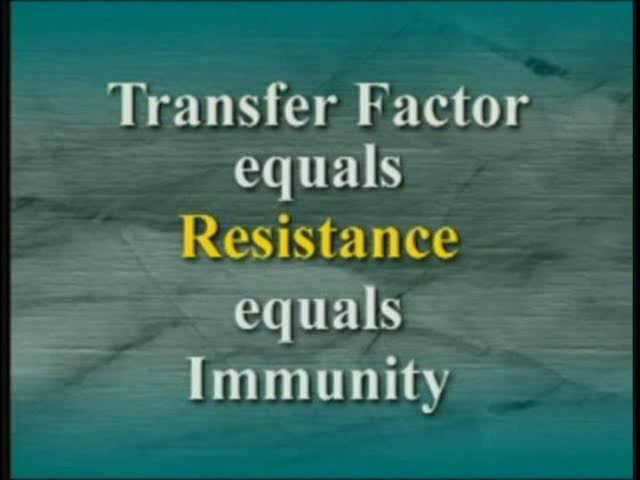 Transfer Factor
equals
Resistance
equals
Immunity